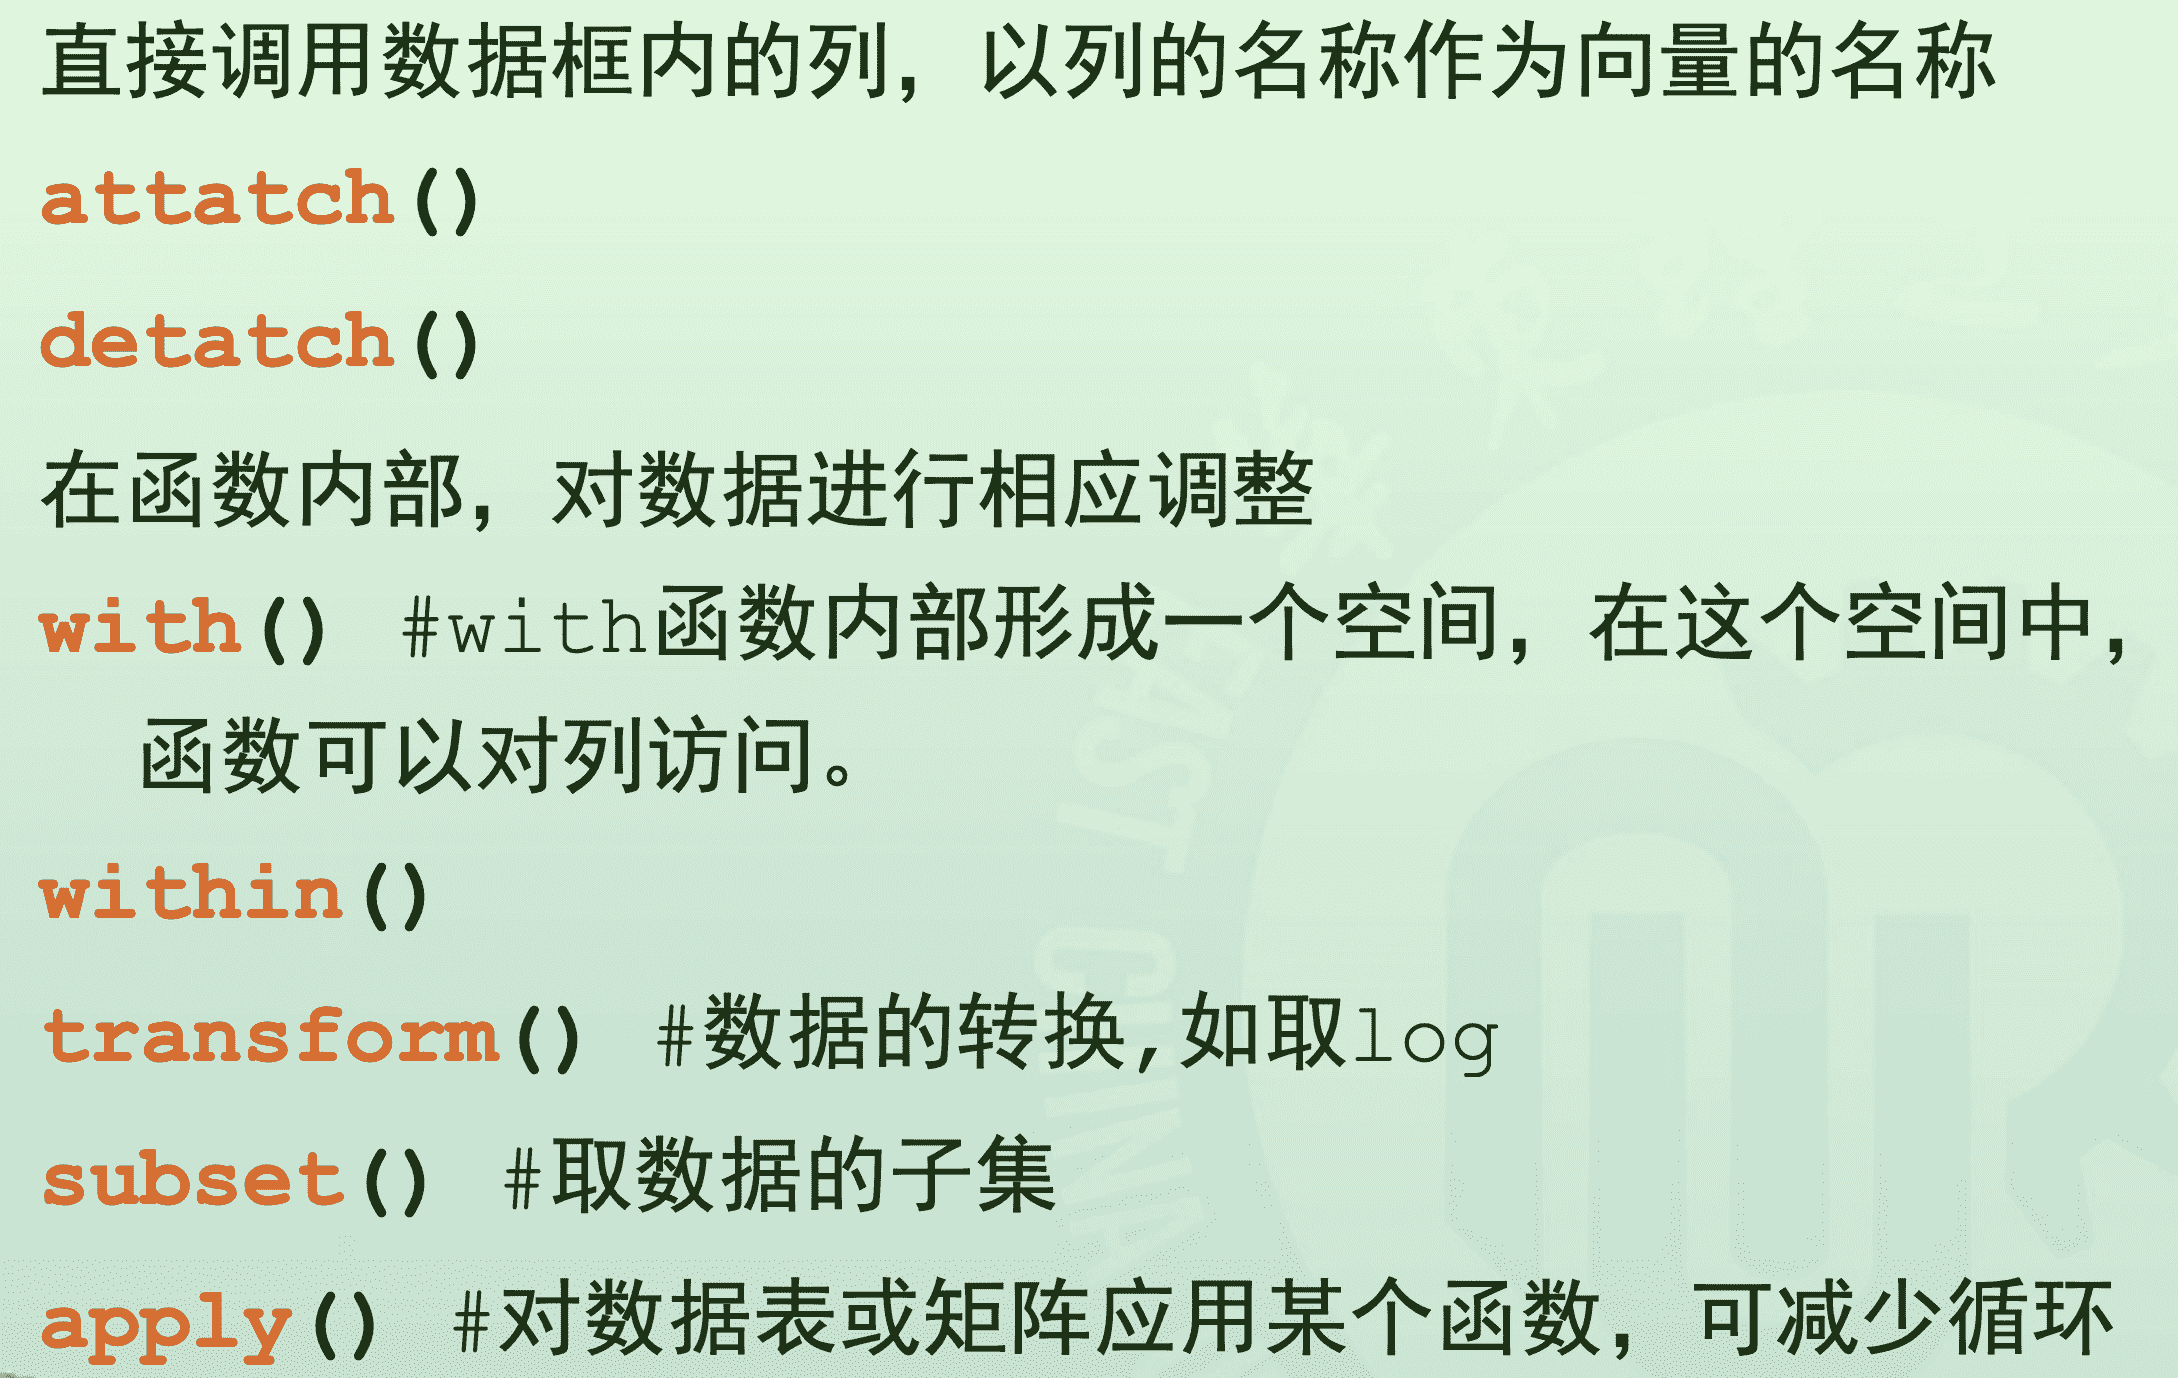 直接调用数据框内的列，以列的名称作为向量的名称
attatch()
detatch()
在函数内部，对数据进行相应调整
with() #with函数内部形成一个空间，在这个空间中，
函数可以对列访问。
within()
transform() #数据的转换,如取log
subset() #取数据的子集
apply() #对数据表或矩阵应用某个函数，可减少循环
EAST CHINA